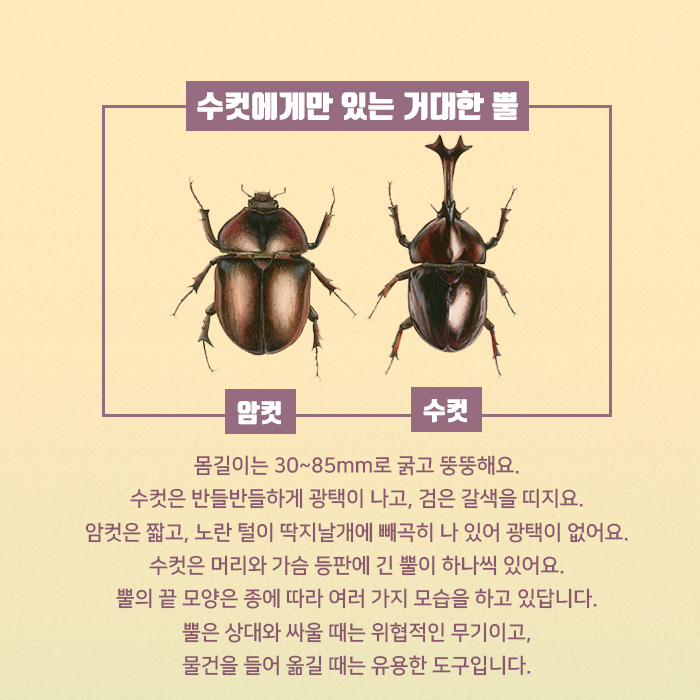 수컷에게만 있는 거대한 뿔
암컷
수컷
몸길이는 30~85mm로 굵고 뚱뚱해요.
수컷은 반들반들하게 광택이 나고, 검은 갈색을 띠지요.
암컷은 짧고, 노란 털이 딱지날개에 빼곡히 나 있어 광택이 없어요.
수컷은 머리와 가슴 등판에 긴 뿔이 하나씩 있어요.
뿔의 끝 모양은 종에 따라 여러 가지 모습을 하고 있답니다.
뿔은 상대와 싸울 때는 위협적인 무기이고,
물건을 들어 옮길 때는 유용한 도구입니다.